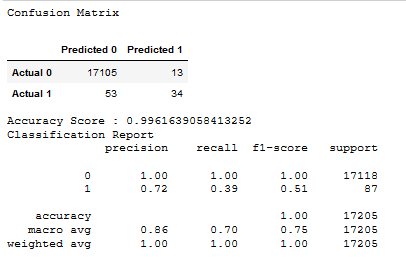 Confusion Matrix
Predicted 0 Predicted 1
Actual 0 17105 13
Actual 1 53 34
Accuracy Score : 0.9961639058413252
Classification Report
precision recall f1-score support
0 1.00 1.00 1.00 17118
1 0.72 0.39 0.51 87
accuracy 1.00 17205
macro avg 0.86 0.70 0.75 17205
weighted avg 1.00 1.00 1.00 17205